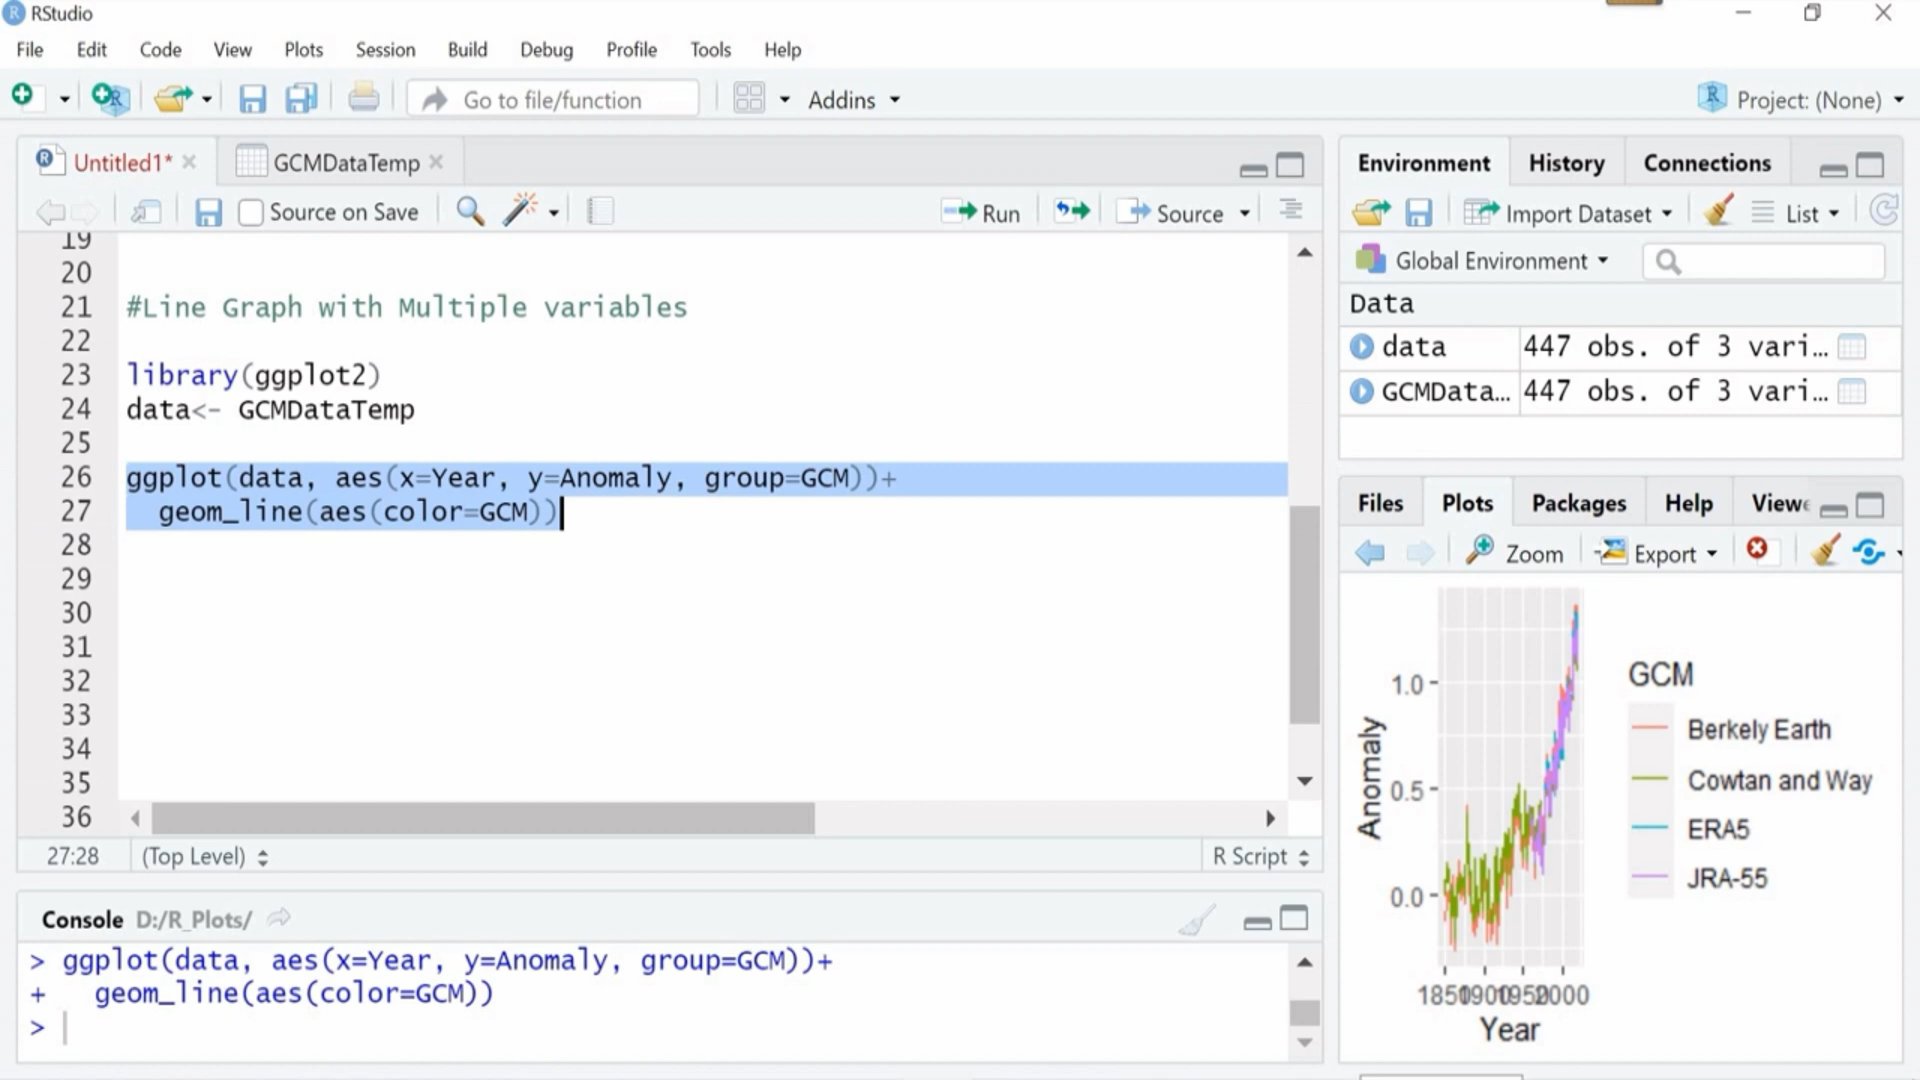 RStudio
File Edit Code View Plots Session Build Debug Profile Tools Help
Go to file/function Addins Project: (None)
Untitled1* GCMDataTemp
Source on Save Run Source
19
20
21 #Line Graph with Multiple variables
22
23 library(ggplot2)
24 data<- GCMDataTemp
25
26 ggplot(data, aes(x=Year, y=Anomaly, group=GCM))+
27 geom_line(aes(color=GCM))
28
29
30
31
32
33
34
35
36
27:28 (Top Level) R Script
Console D:/R_Plots/
> ggplot(data, aes(x=Year, y=Anomaly, group=GCM))+
+ geom_line(aes(color=GCM))
>
Environment History Connections
Import Dataset List
Global Environment
Data
data 447 obs. of 3 vari…
GCMData… 447 obs. of 3 vari…
Files Plots Packages Help Viewe
Zoom Export
GCM
Berkely Earth
Cowtan and Way
ERA5
JRA-55
Anomaly
1.0
0.5
0.0
1850 1900 1950 2000
Year